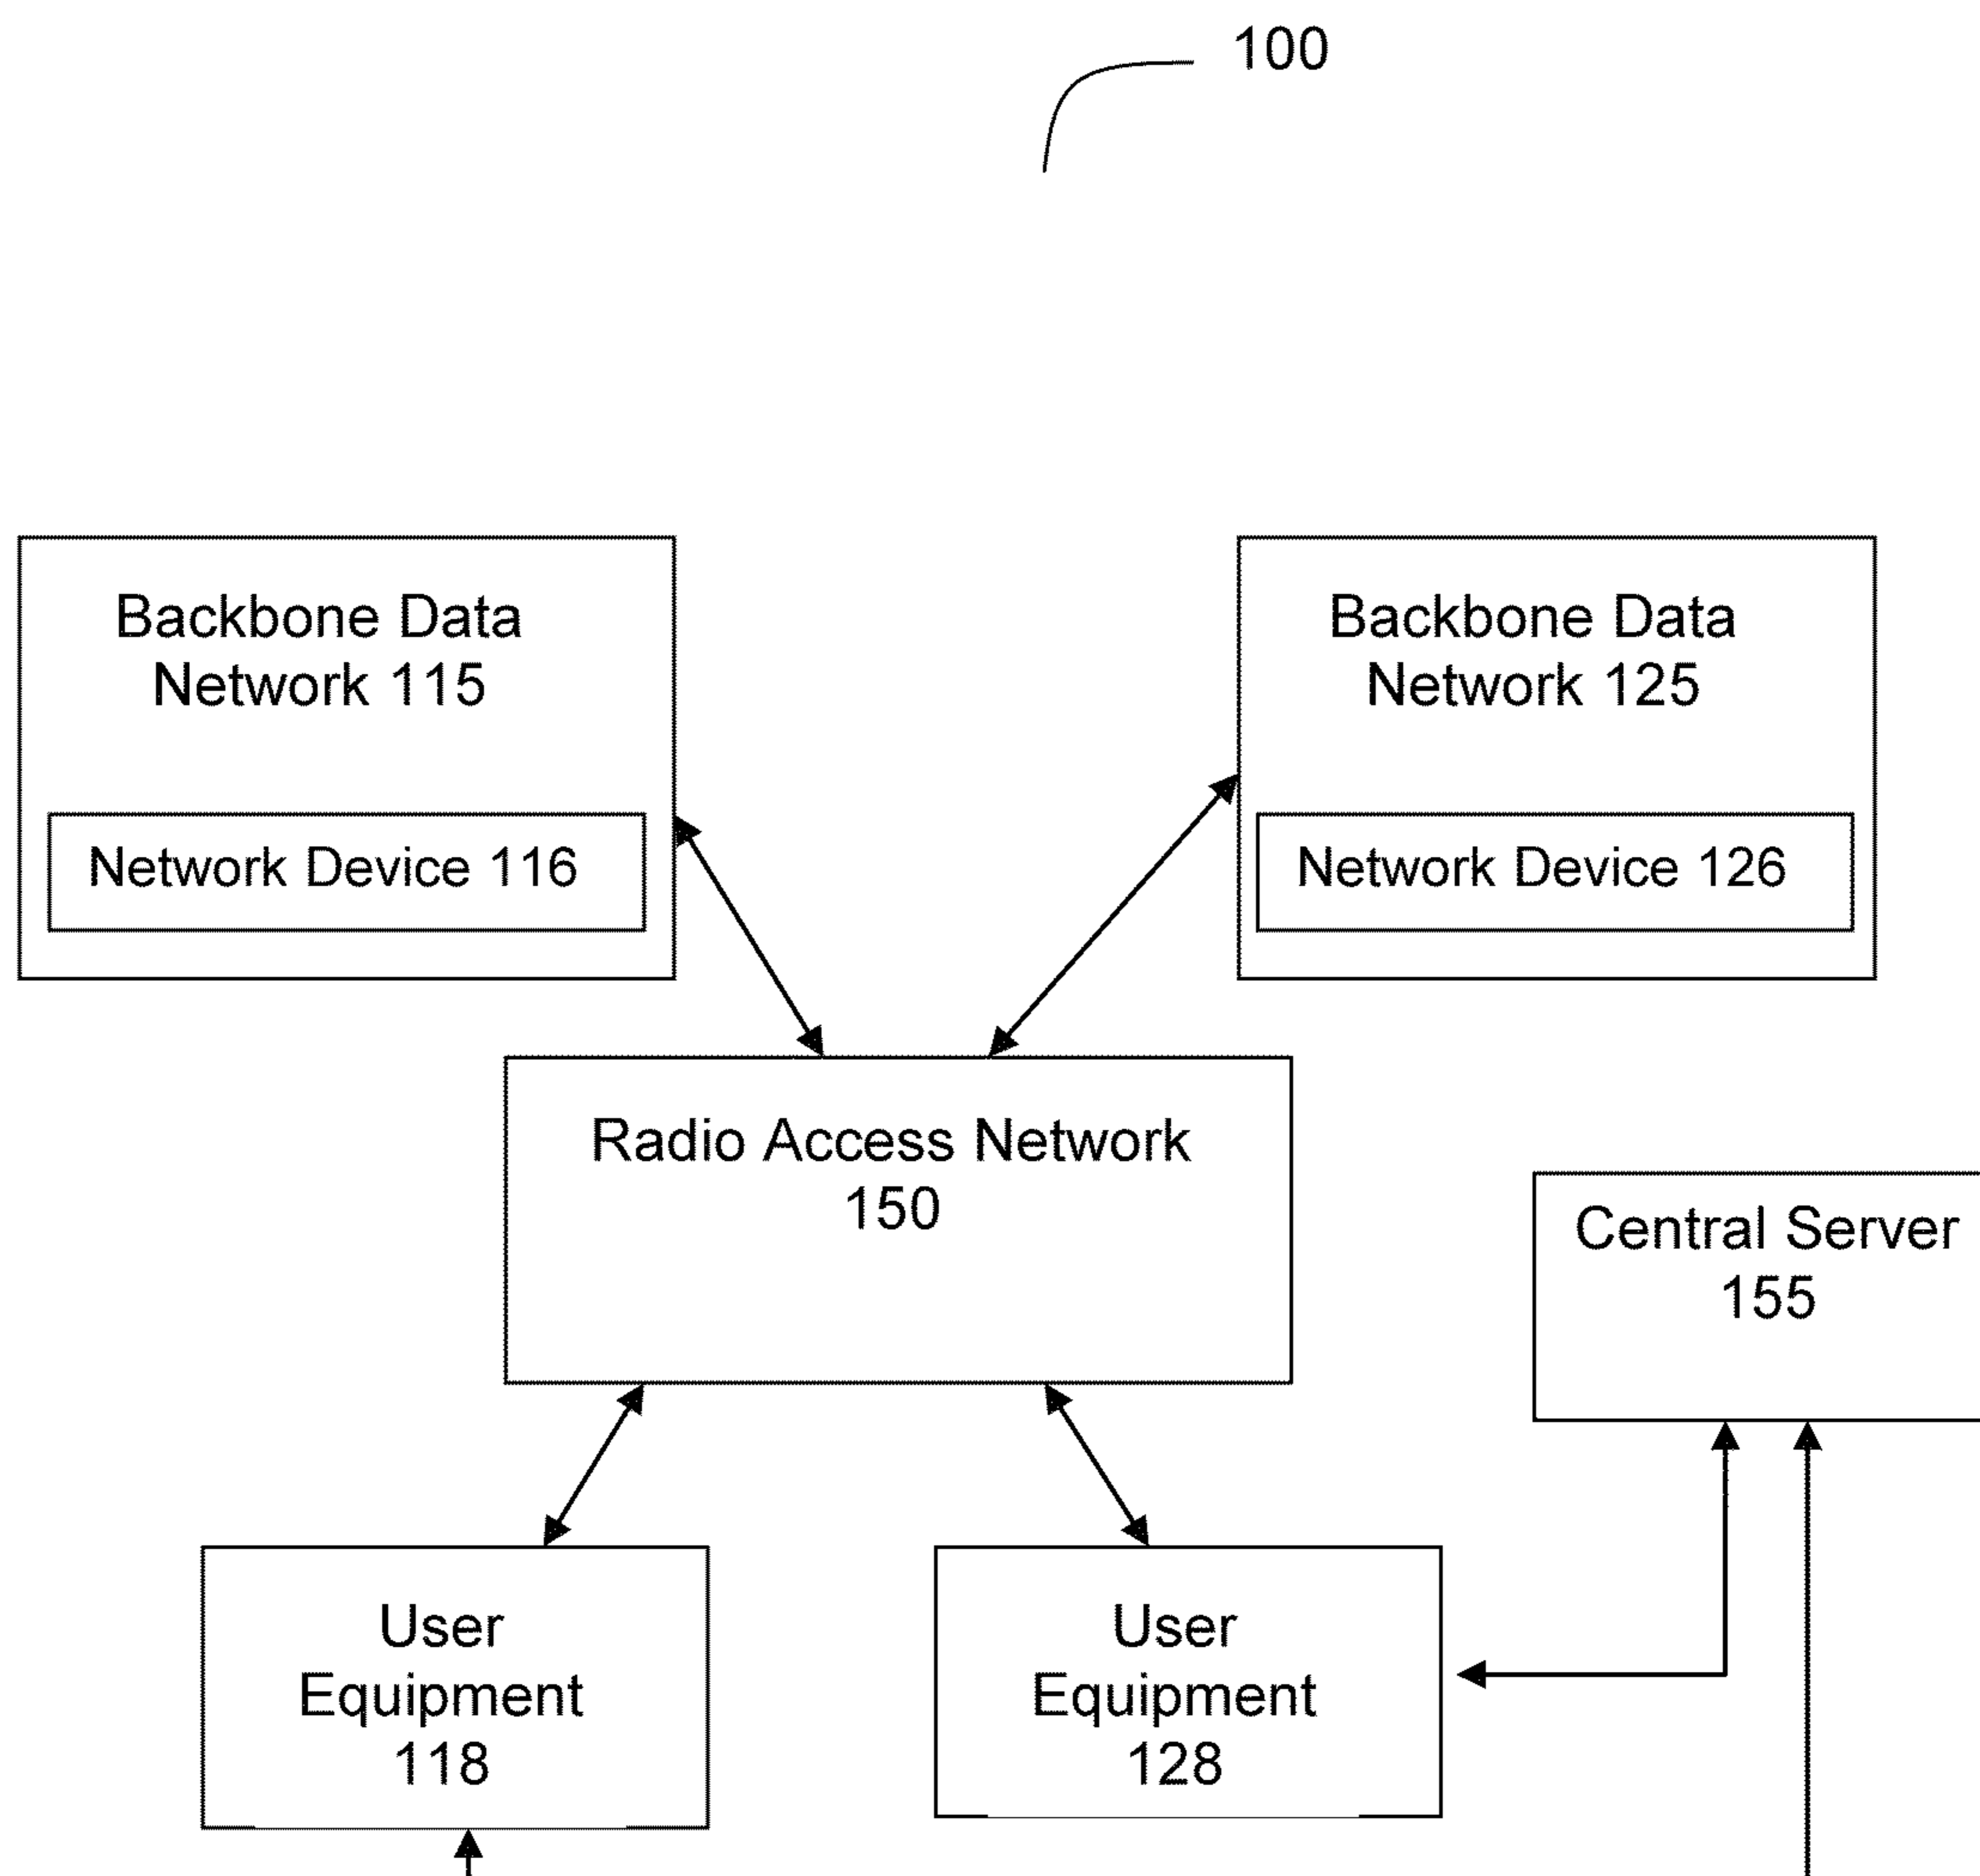 100
Backbone Data
Network 115
Network Device 116
Backbone Data
Network 125
Network Device 126
Radio Access Network
150
Central Server
155
User
Equipment
118
User
Equipment
128